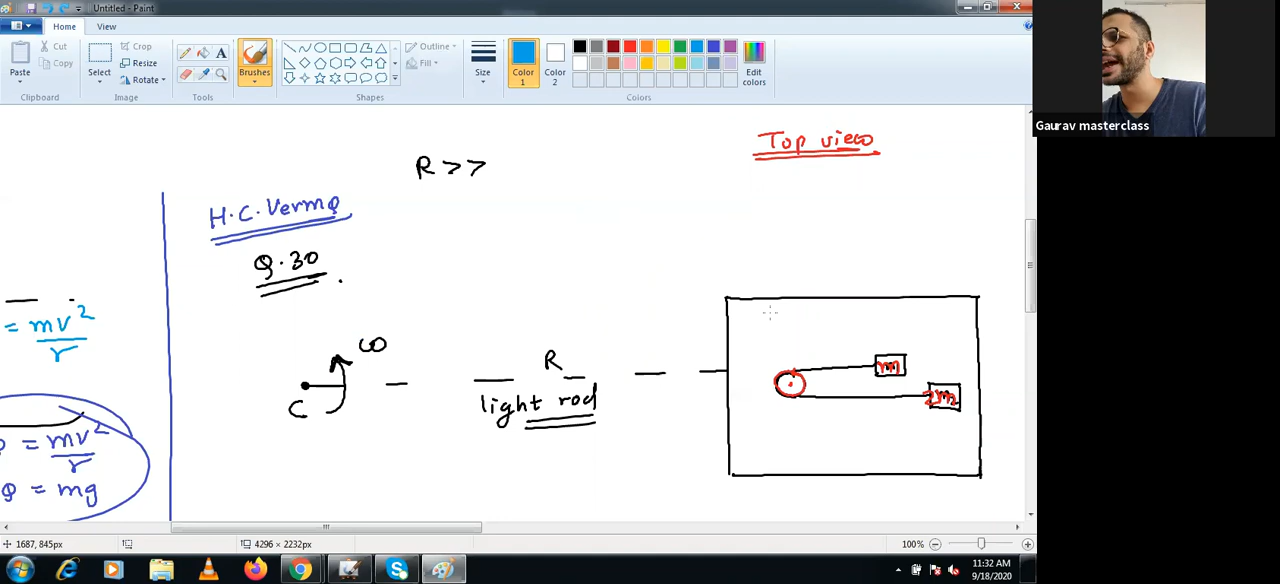 Untitled - Paint
Home View
Paste
Cut
Copy
Clipboard
Select
Crop
Resize
Rotate
Image
Tools
Brushes
Shapes
Outline
Fill
Size
Color 1
Color 2
Edit colors
Colors
Gaurav masterclass
Top view
R >>
H.C.Verma
Q.30
= mv²/r
ω
R
C
light rod
m
2m
= mv²/r
= mg
1687, 845px
4296 × 2232px
100%
11:32 AM
9/18/2020